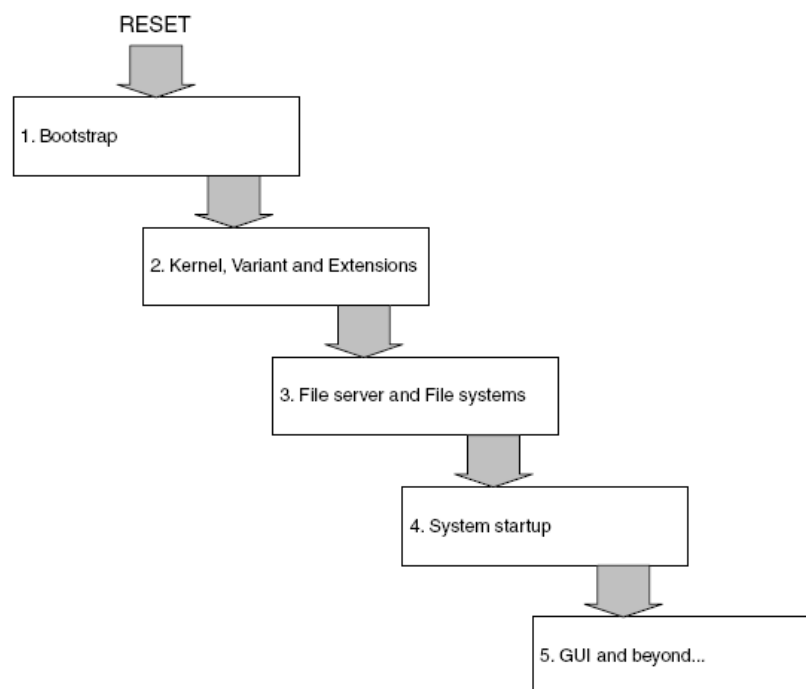 RESET
1. Bootstrap
2. Kernel, Variant and Extensions
3. File server and File systems
4. System startup
5. GUI and beyond...